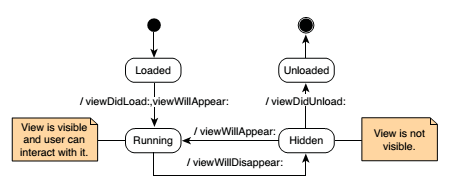 Loaded
Unloaded
/ viewDidLoad:,viewWillAppear:
/ viewDidUnload:
View is visible
and user can
interact with it.
Running
/ viewWillAppear:
Hidden
View is not
visible.
/ viewWillDisappear: